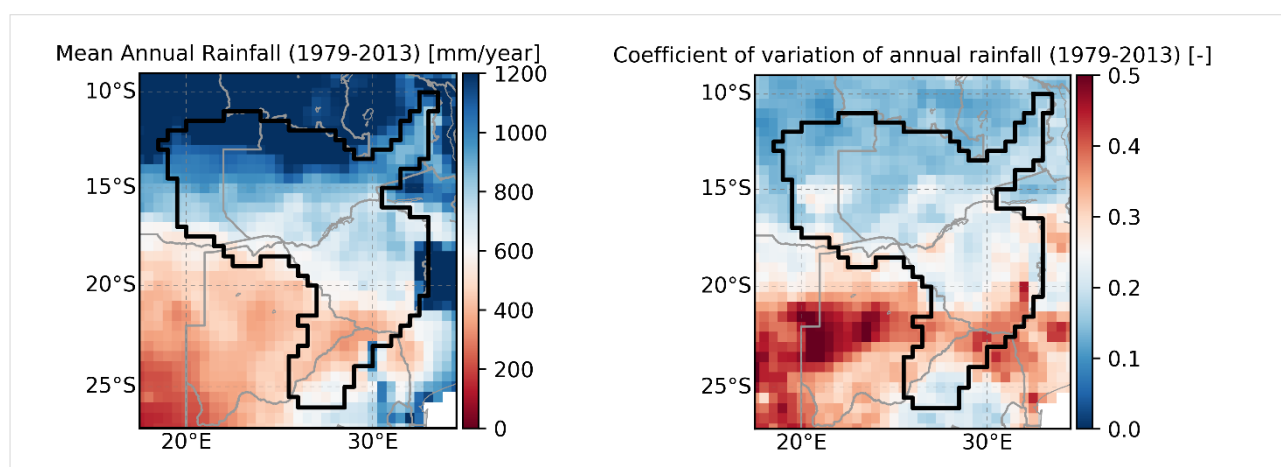 Mean Annual Rainfall (1979-2013) [mm/year]
10°S
15°S
20°S
25°S
20°E 30°E
1200
1000
800
600
400
200
0
Coefficient of variation of annual rainfall (1979-2013) [-]
10°S
15°S
20°S
25°S
20°E 30°E
0.5
0.4
0.3
0.2
0.1
0.0